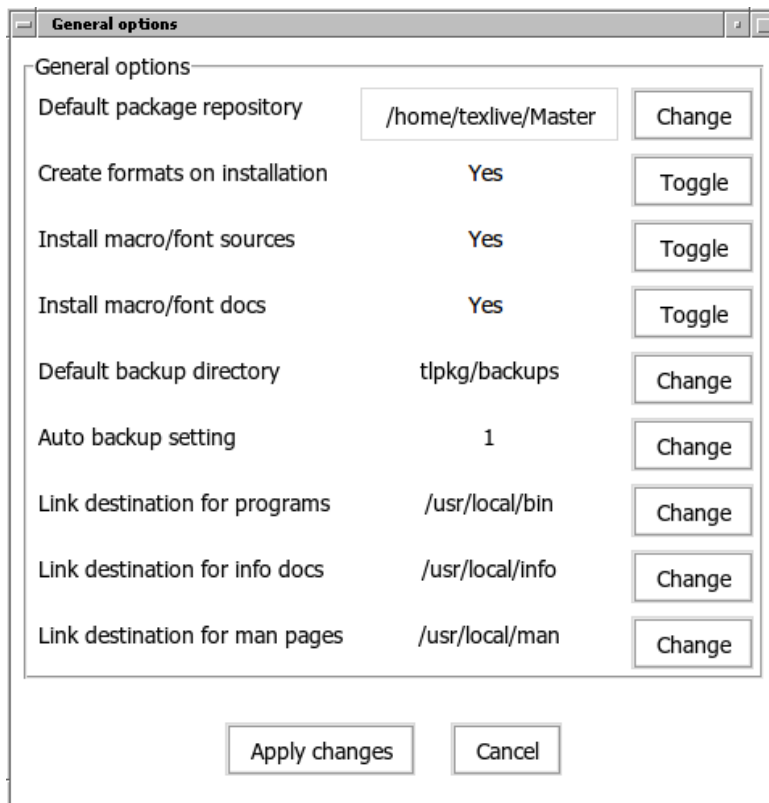 General options
General options
Default package repository /home/texlive/Master Change
Create formats on installation Yes Toggle
Install macro/font sources Yes Toggle
Install macro/font docs Yes Toggle
Default backup directory tlpkg/backups Change
Auto backup setting 1 Change
Link destination for programs /usr/local/bin Change
Link destination for info docs /usr/local/info Change
Link destination for man pages /usr/local/man Change
Apply changes Cancel